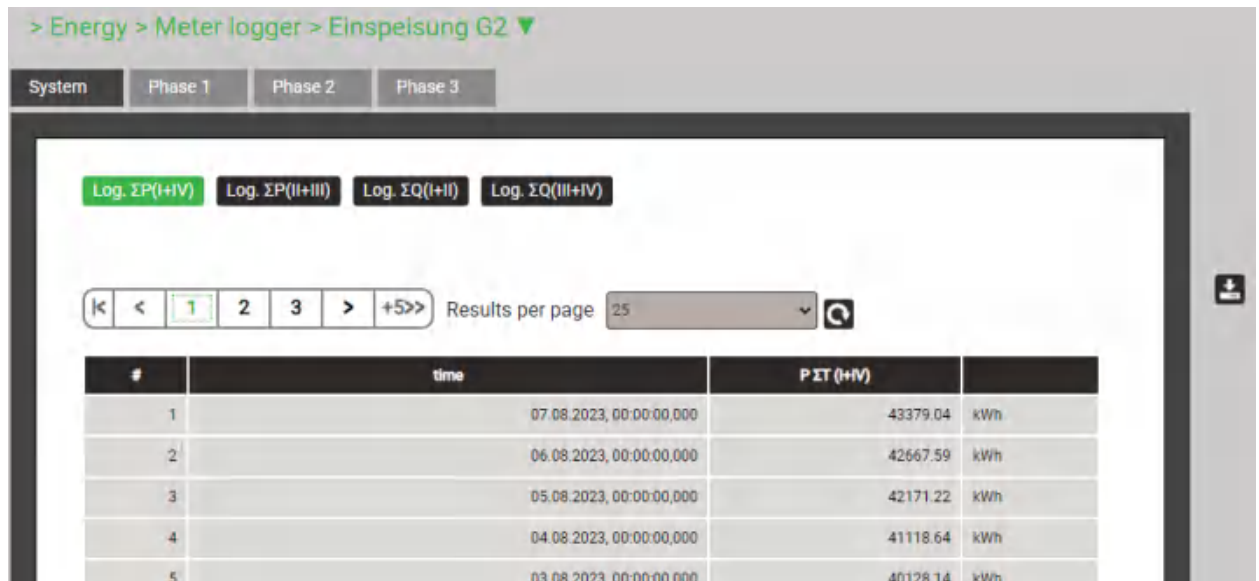 > Energy > Meter logger > Einspeisung G2 ▼
System Phase 1 Phase 2 Phase 3
Log. ΣP(I+IV) Log. ΣP(II+III) Log. ΣQ(I+II) Log. ΣQ(III+IV)
|< < 1 2 3 > +5>> Results per page 25
# time P ΣT (I+IV)
1 07.08.2023, 00:00:00,000 43379.04 kWh
2 06.08.2023, 00:00:00,000 42667.59 kWh
3 05.08.2023, 00:00:00,000 42171.22 kWh
4 04.08.2023, 00:00:00,000 41118.64 kWh
5 03.08.2023, 00:00:00,000 40128.14 kWh